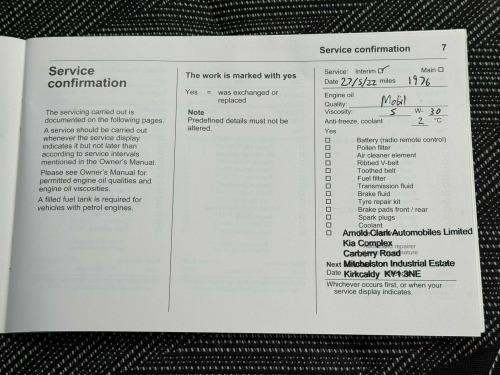 Service confirmation 7
Service
confirmation
The servicing carried out is
documented on the following pages.
A service should be carried out
whenever the service display
indicates it but not later than
according to service intervals
mentioned in the Owner's Manual.
Please see Owner's Manual for
permitted engine oil qualities and
engine oil viscosities.
A filled fuel tank is required for
vehicles with petrol engines.
The work is marked with yes
Yes = was exchanged or
replaced
Note
Predefined details must not be
altered.
Service: Interim ☑ Main ☐
Date 27/5/22 miles 1976
Engine oil
Quality: Mobil
Viscosity: 5 W- 30
Anti-freeze, coolant 2 °C
Yes
☐ Battery (radio remote control)
☐ Pollen filter
☐ Air cleaner element
☐ Ribbed V-belt
☐ Toothed belt
☐ Fuel filter
☐ Transmission fluid
☐ Brake fluid
☐ Tyre repair kit
☐ Brake pads front / rear
☐ Spark plugs
☐ Coolant
☐ Arnold Clark Automobiles Limited
Kia Complex repairer
Carberry Road
Next Mitchelston Industrial Estate
Date Kirkcaldy KY1 3NE
Whichever occurs first, or when your
service display indicates.